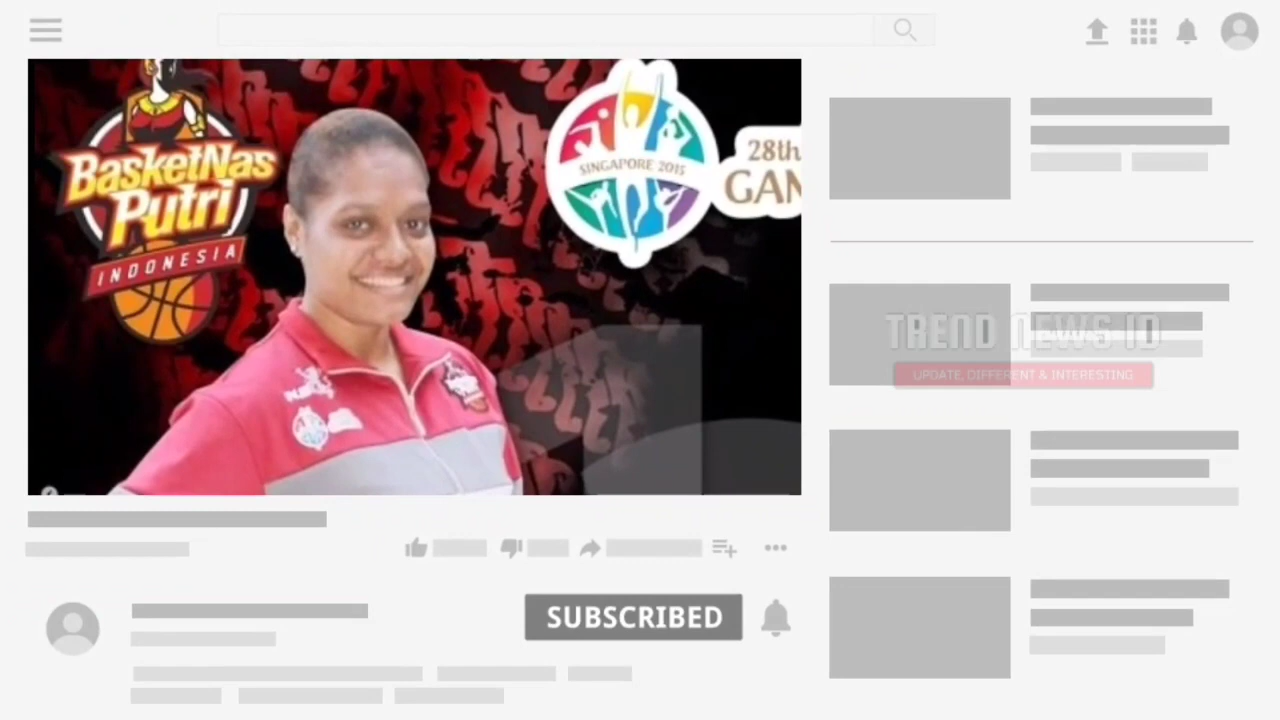 BasketNas
Putri
INDONESIA
SINGAPORE 2015
28th
GAN
TREND NEWS ID
UPDATE, DIFFERENT & INTERESTING
SUBSCRIBED